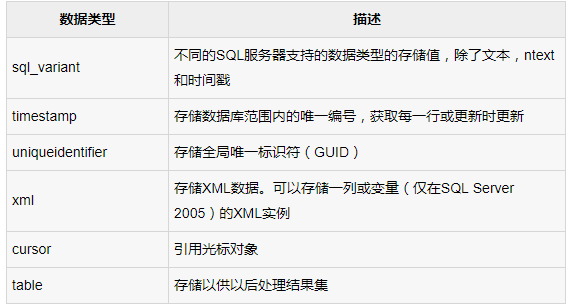 数据类型 描述
sql_variant 不同的SQL服务器支持的数据类型的存储值，除了文本，ntext
和时间戳
timestamp 存储数据库范围内的唯一编号，获取每一行或更新时更新
uniqueidentifier 存储全局唯一标识符（GUID）
xml 存储XML数据。可以存储一列或变量（仅在SQL Server
2005）的XML实例
cursor 引用光标对象
table 存储以供以后处理结果集